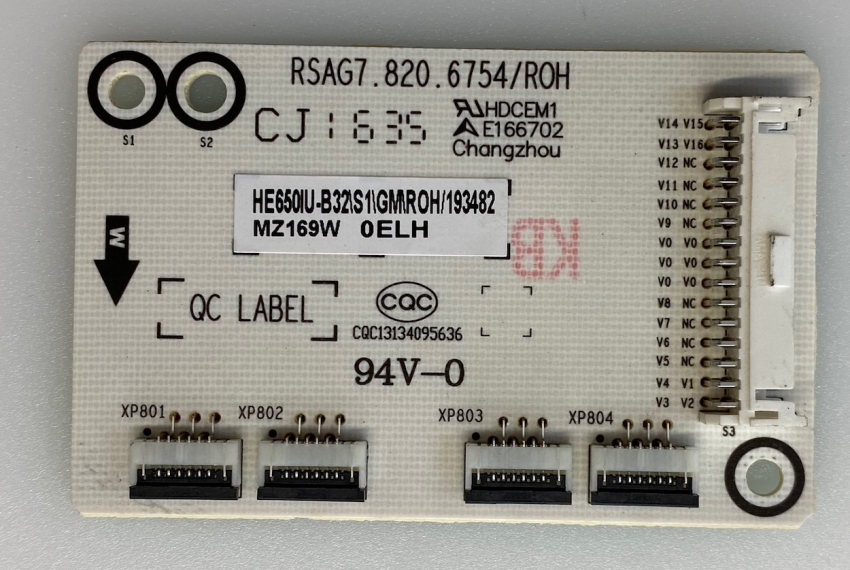 RSAG7.820.6754/ROH
S1
S2
CJ1635
HDCEM1
E166702
Changzhou
HE650IU-B32\S1\GM\ROH/193482
MZ169W 0ELH
KB
W
QC LABEL
CQC
CQC13134095636
94V-0
V14 V15
V13 V16
V12 NC
V11 NC
V10 NC
V9 NC
V0 V0
V0 V0
V0 V0
V8 NC
V7 NC
V6 NC
V5 NC
V4 V1
V3 V2
S3
XP801
XP802
XP803
XP804